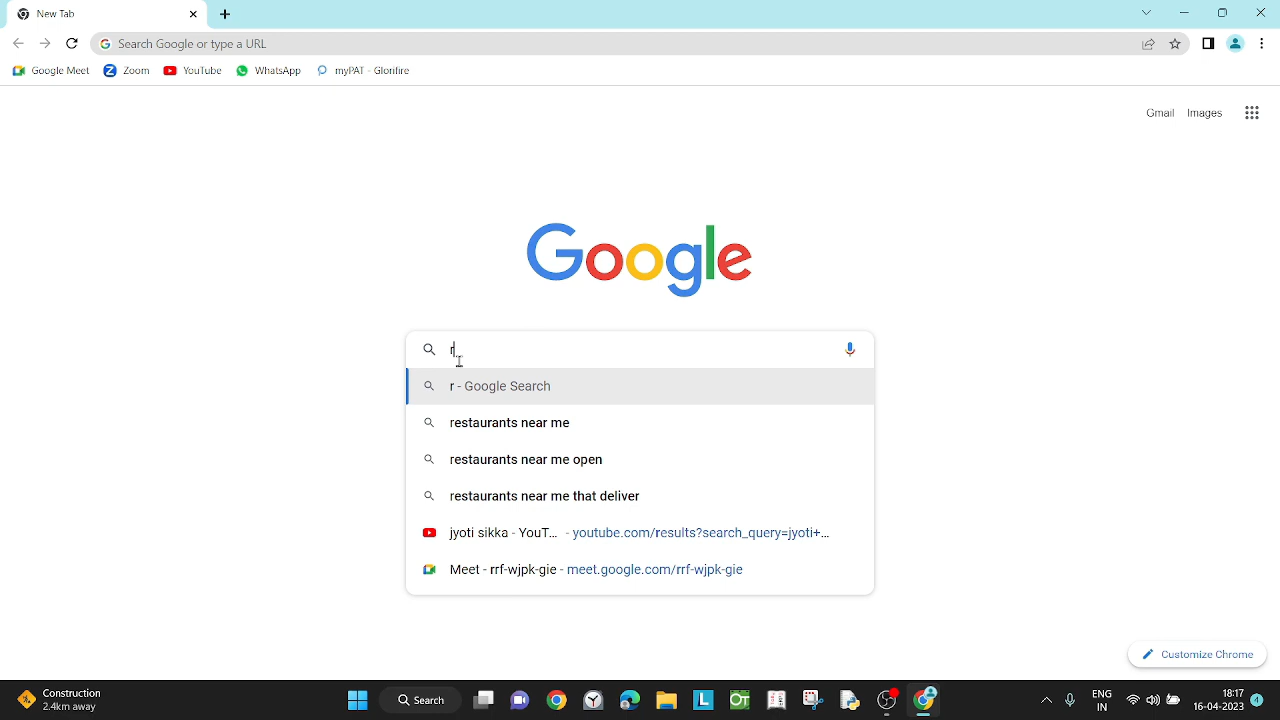 New Tab
Search Google or type a URL
Google Meet Zoom YouTube WhatsApp myPAT - Glonfire
Gmail Images
Google
r
r - Google Search
restaurants near me
restaurants near me open
restaurants near me that deliver
jyoti sikka - YouT... - youtube.com/results?search_query=jyoti+...
Meet - rrf-wjpk-gie - meet.google.com/rrf-wjpk-gie
Customize Chrome
Construction
2.4km away
Search
L
OT
ENG
IN
18:17
16-04-2023
4